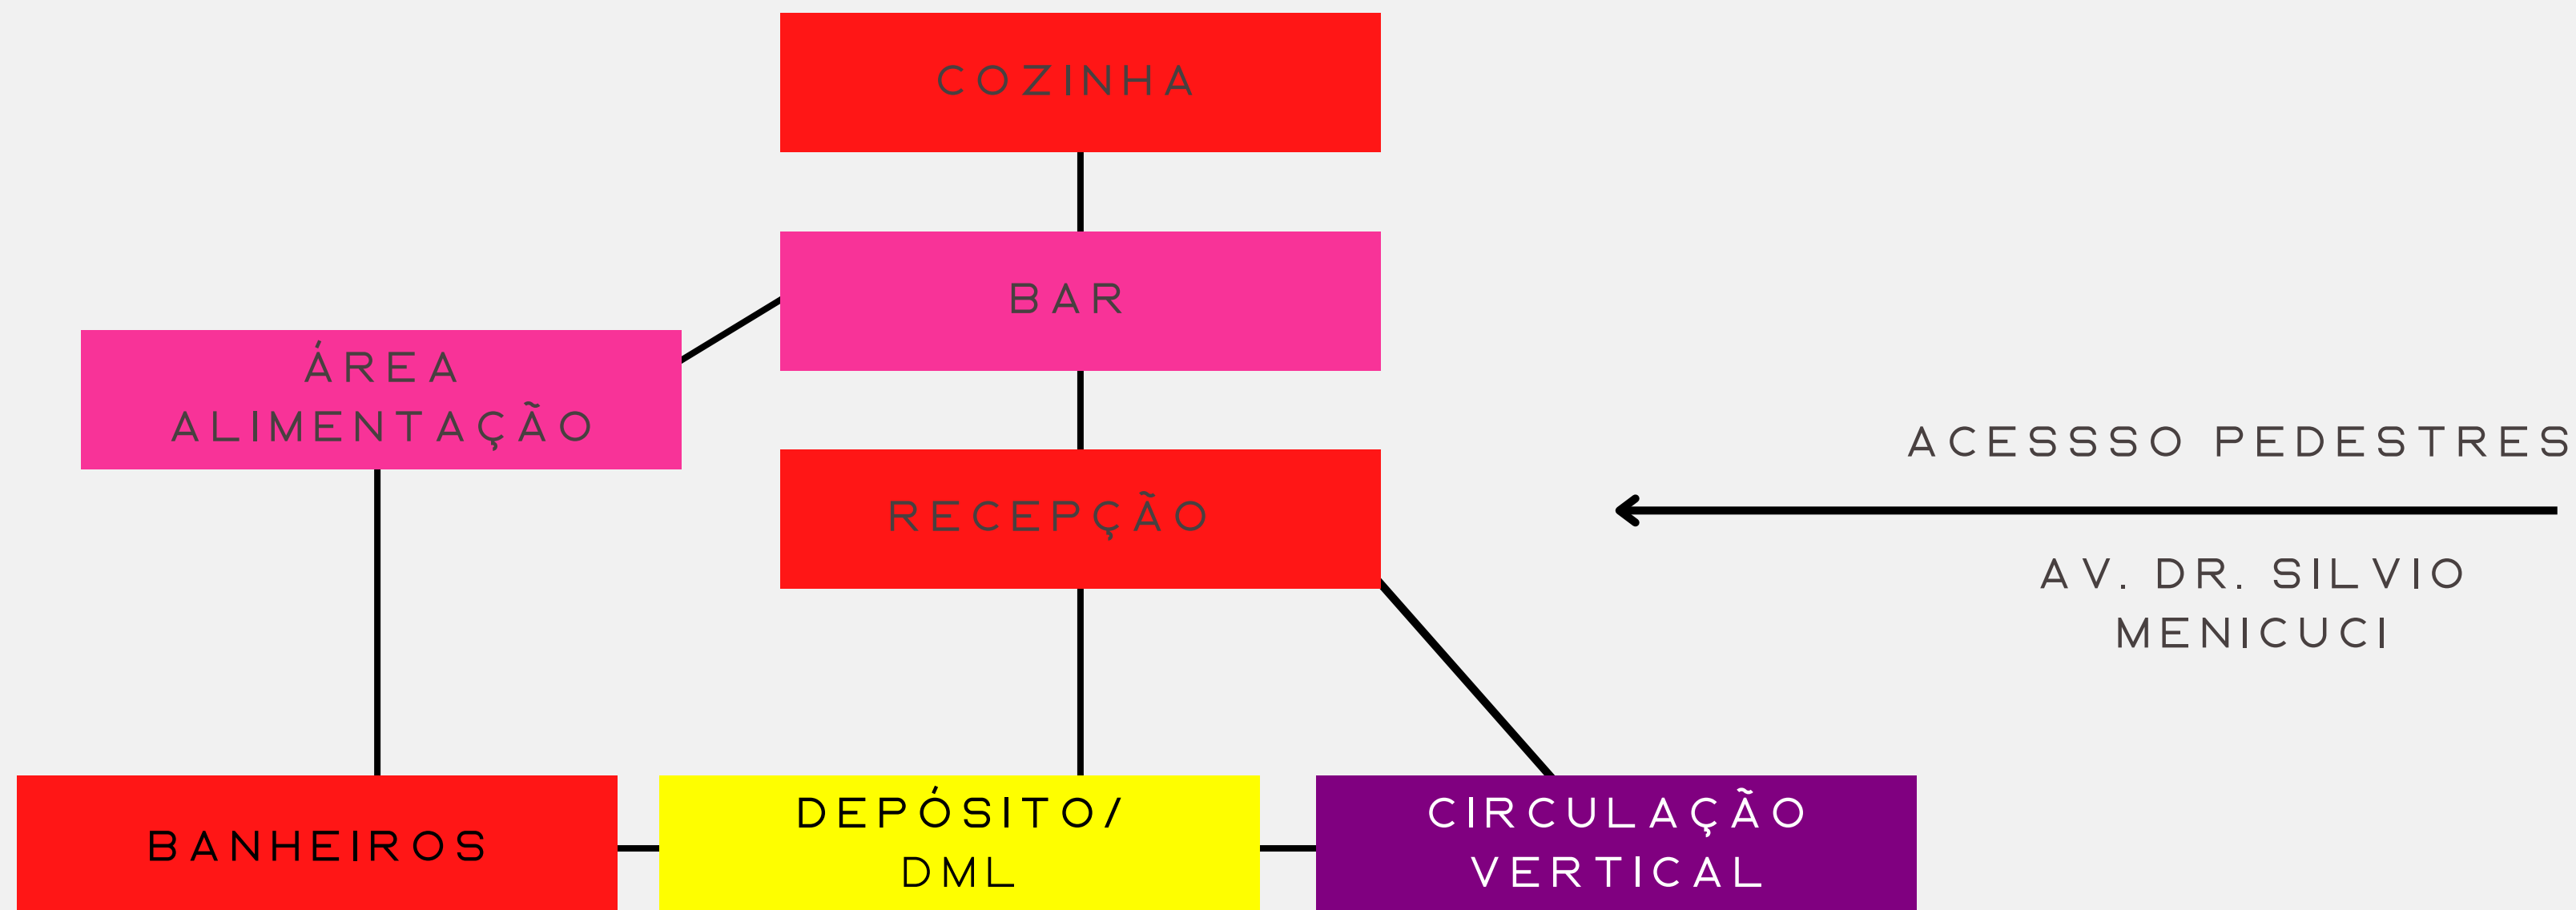 COZINHA
BAR
ÁREA
ALIMENTAÇÃO
ACESSSO PEDESTRES
RECEPÇÃO
AV. DR. SILVIO
MENICUCI
BANHEIROS
DEPÓSITO/
DML
CIRCULAÇÃO
VERTICAL